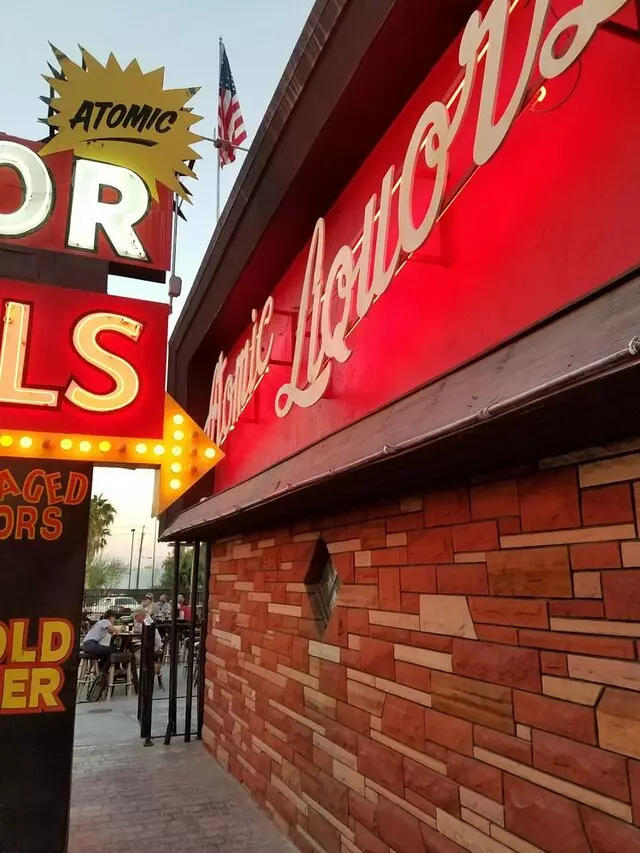 ATOMIC
OR
LS
AGED
ORS
OLD
ER
Atomic Liquors